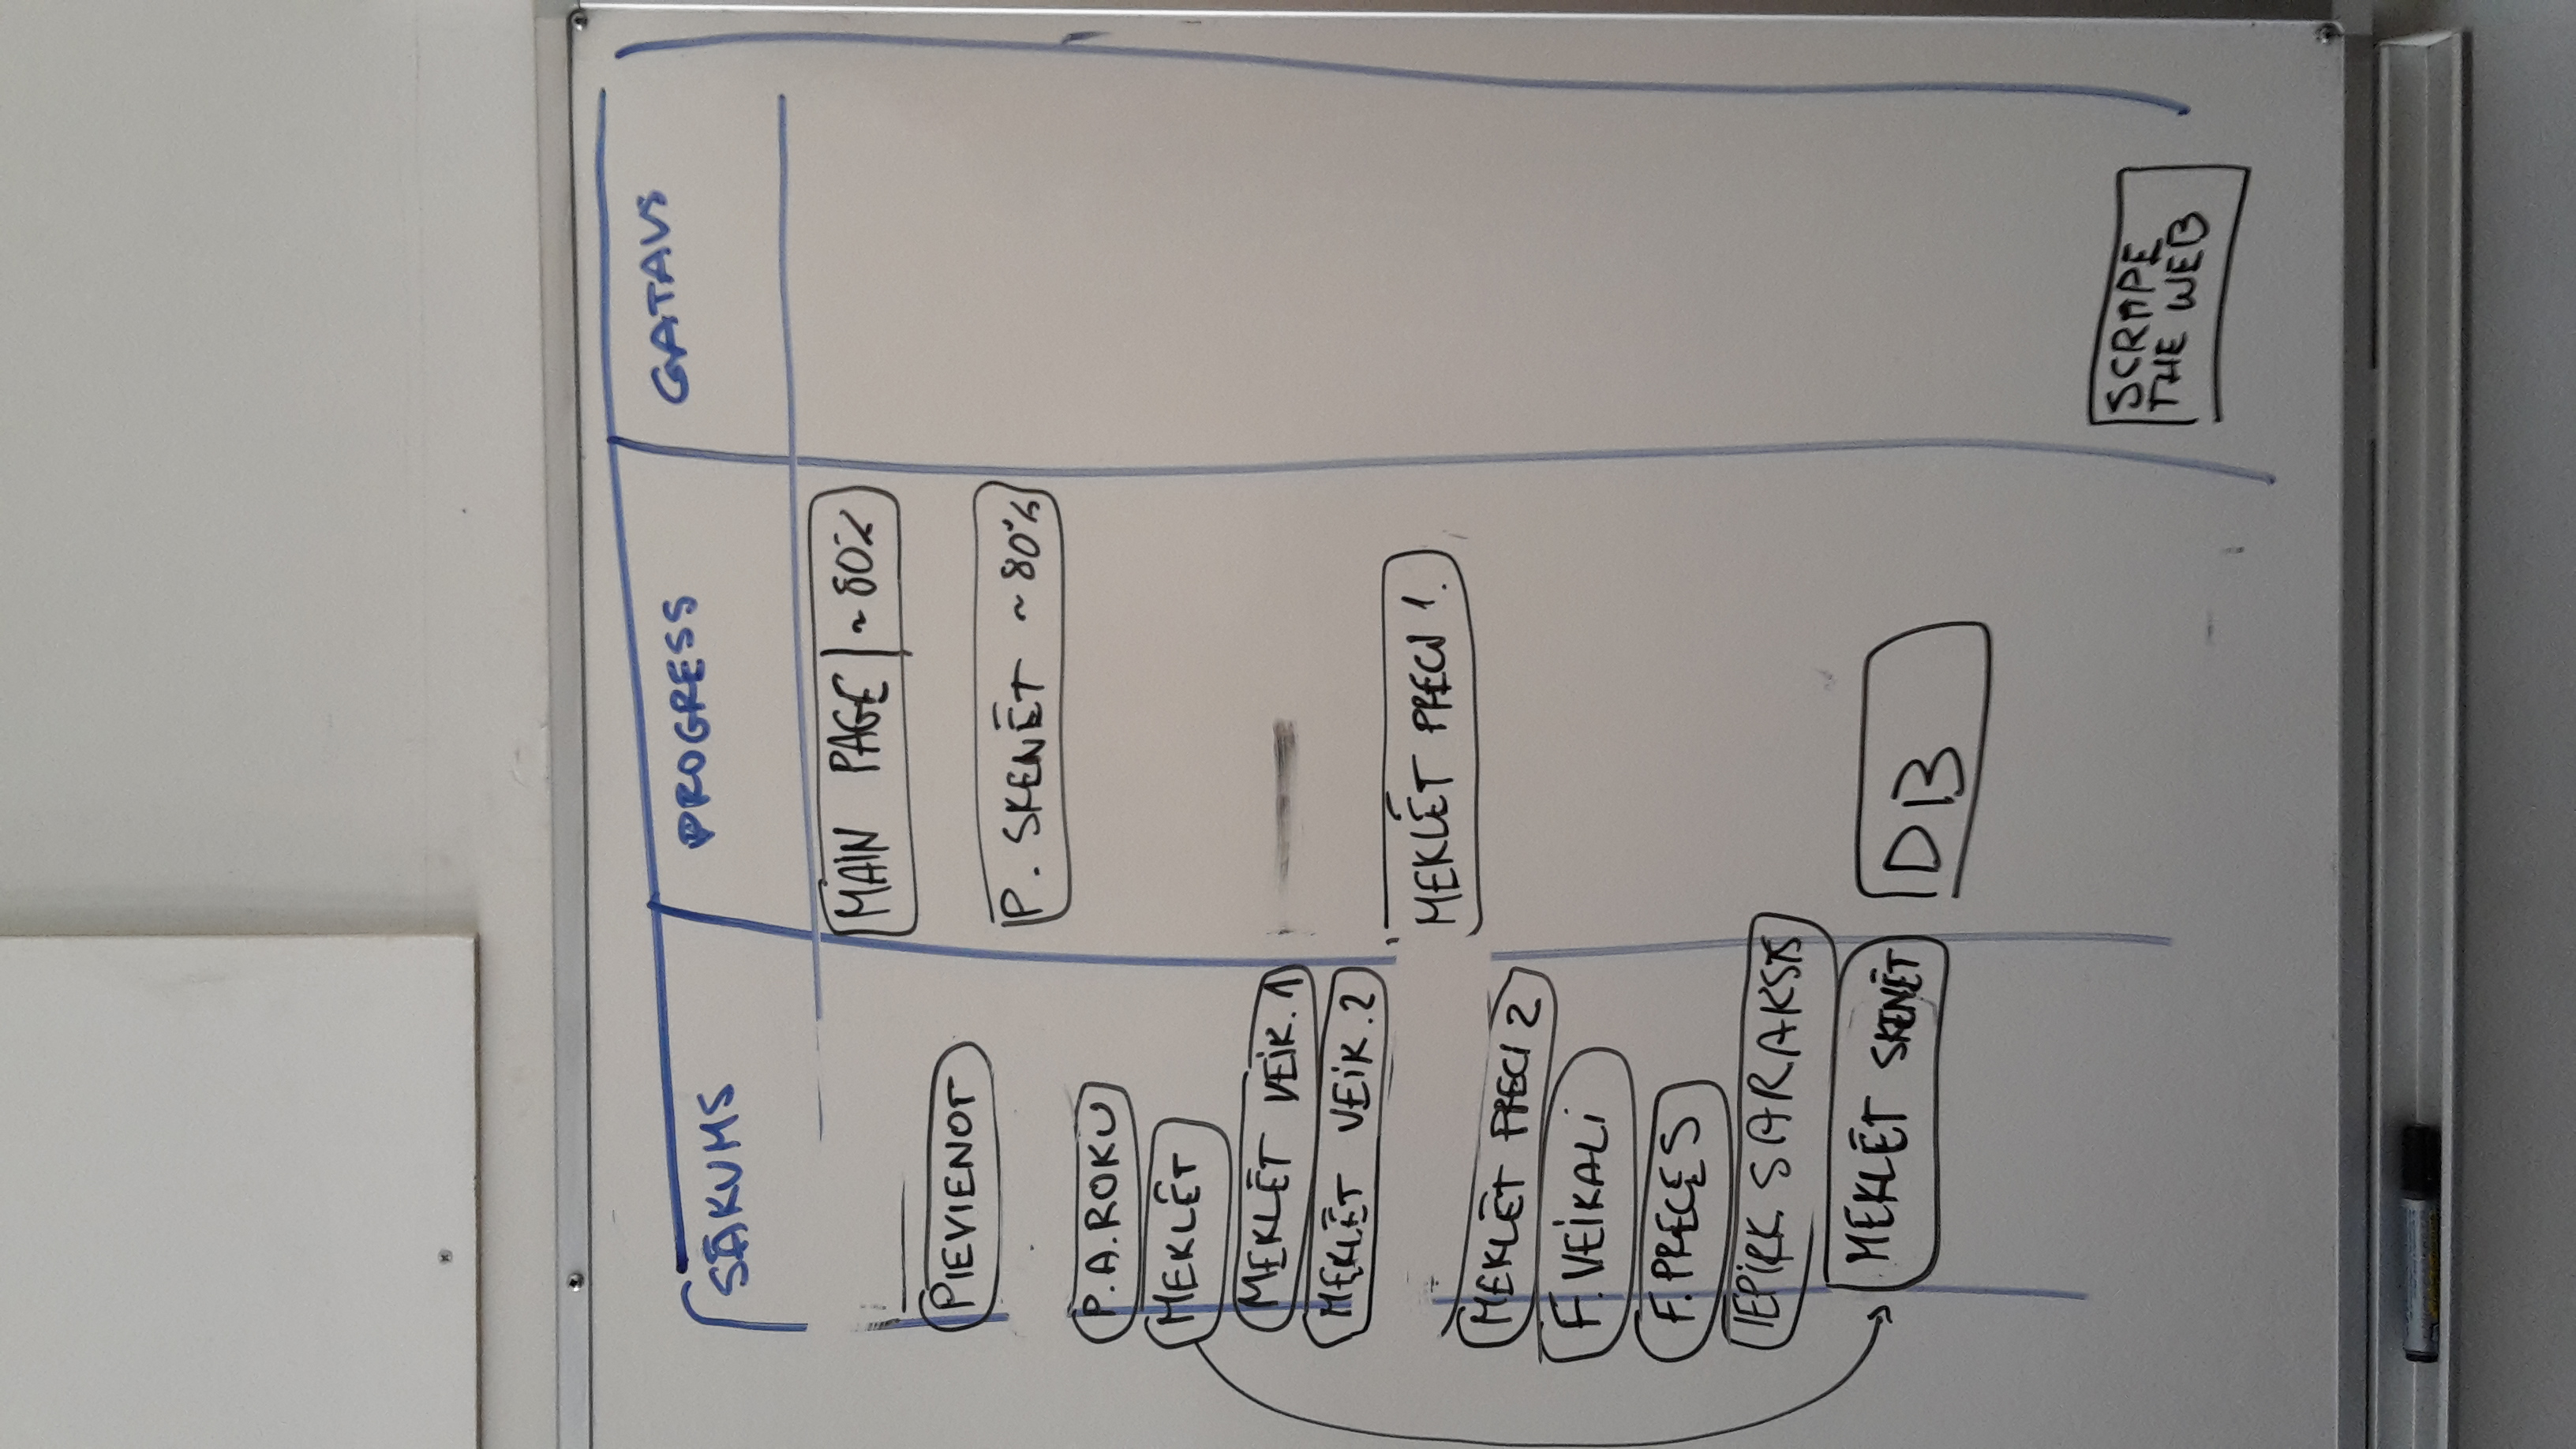 SĀKUMS
PROGRESS
GATAVS
MAIN PAGE | ~80%
PIEVIENOT
P. SKENĒT ~80%
P.A.ROKU
MEKLĒT
MEKLĒT VEIK. 1
MEKLĒT VEIK. 2
MEKLĒT PRECI 1.
MEKLĒT PRECI 2
F. VEIKALI
F. PRECES
IEPIRK. SARAKSTS
MEKLĒT SKENĒT
DB
SCRAPE
THE WEB